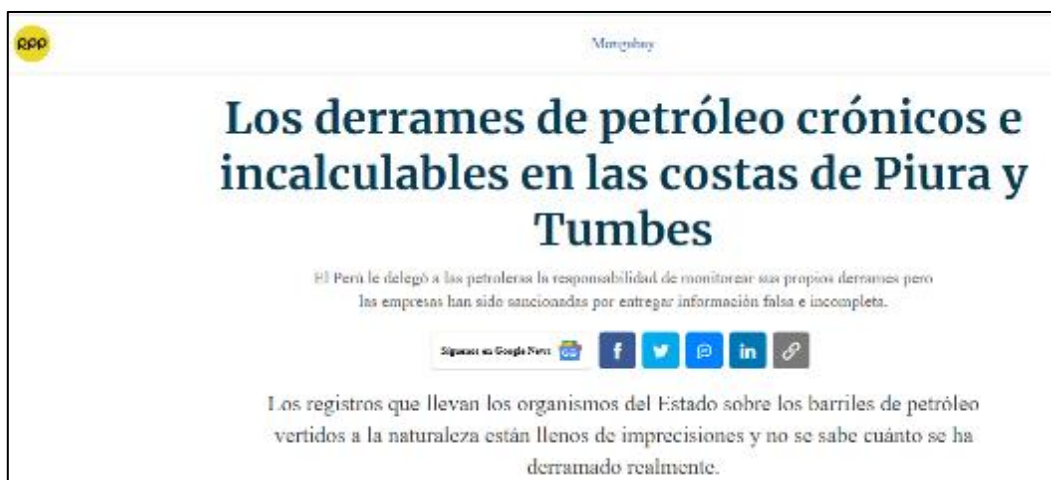 RPP
Mongabay
Los derrames de petróleo crónicos e
incalculables en las costas de Piura y
Tumbes
El Perú le delegó a las petroleras la responsabilidad de monitorear sus propios derrames pero
las empresas han sido sancionadas por entregar información falsa e incompleta.
Síguenos en Google News
f
in
Los registros que llevan los organismos del Estado sobre los barriles de petróleo
vertidos a la naturaleza están llenos de imprecisiones y no se sabe cuánto se ha
derramado realmente.